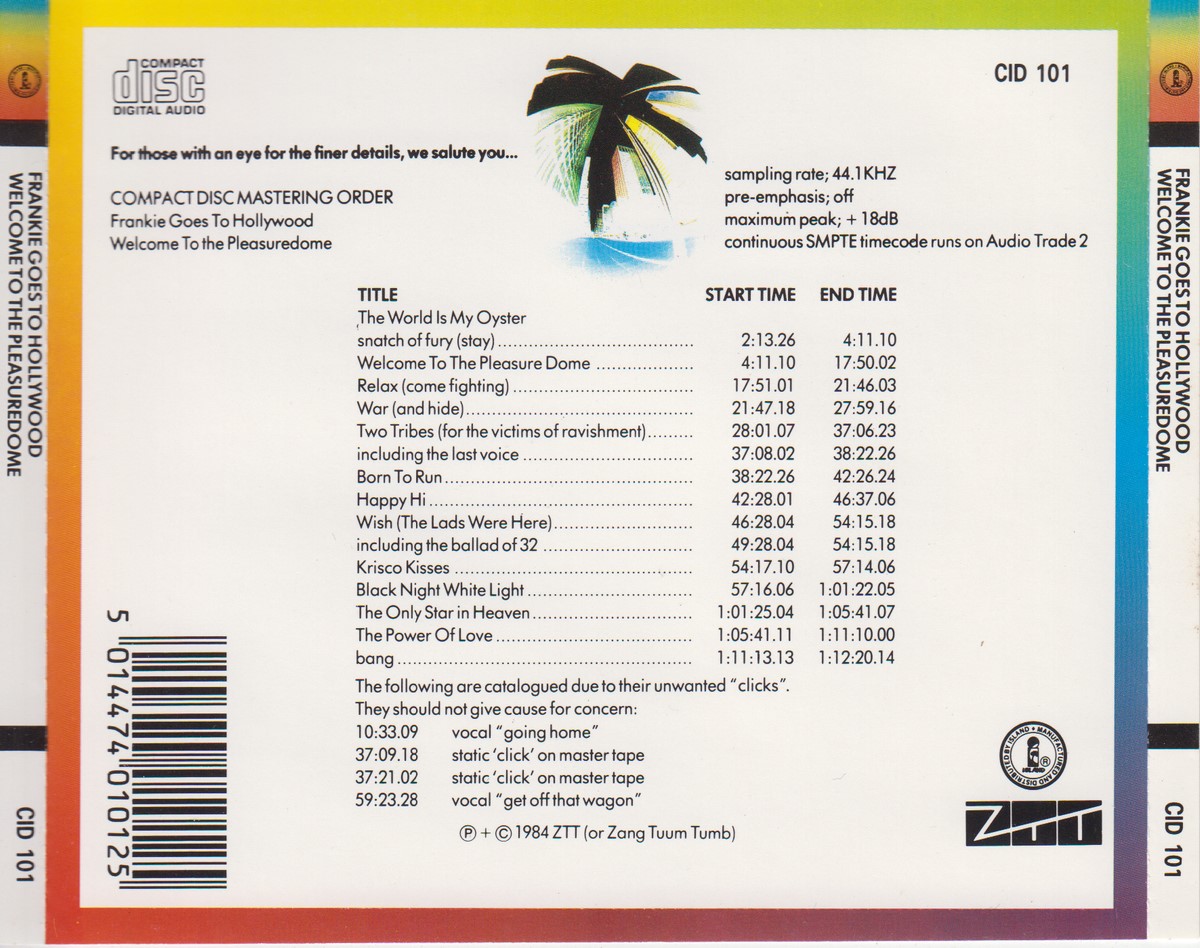 FRANKIE GOES TO HOLLYWOOD
WELCOME TO THE PLEASUREDOME
CID 101
COMPACT
disc
DIGITAL AUDIO
CID 101
For those with an eye for the finer details, we salute you...
COMPACT DISC MASTERING ORDER
Frankie Goes To Hollywood
Welcome To the Pleasuredome
sampling rate; 44.1KHZ
pre-emphasis; off
maximum peak; + 18dB
continuous SMPTE timecode runs on Audio Trade 2
TITLE START TIME END TIME
The World Is My Oyster
snatch of fury (stay) 2:13.26 4:11.10
Welcome To The Pleasure Dome 4:11.10 17:50.02
Relax (come fighting) 17:51.01 21:46.03
War (and hide) 21:47.18 27:59.16
Two Tribes (for the victims of ravishment) 28:01.07 37:06.23
including the last voice 37:08.02 38:22.26
Born To Run 38:22.26 42:26.24
Happy Hi 42:28.01 46:37.06
Wish (The Lads Were Here) 46:28.04 54:15.18
including the ballad of 32 49:28.04 54:15.18
Krisco Kisses 54:17.10 57:14.06
Black Night White Light 57:16.06 1:01:22.05
The Only Star in Heaven 1:01:25.04 1:05:41.07
The Power Of Love 1:05:41.11 1:11:10.00
bang 1:11:13.13 1:12:20.14
The following are catalogued due to their unwanted "clicks".
They should not give cause for concern:
10:33.09 vocal "going home"
37:09.18 static 'click' on master tape
37:21.02 static 'click' on master tape
59:23.28 vocal "get off that wagon"
Ⓟ + © 1984 ZTT (or Zang Tuum Tumb)
5 014474 010125
MANUFACTURED AND DISTRIBUTED BY ISLAND
ISLAND ®
ZTT
FRANKIE GOES TO HOLLYWOOD
WELCOME TO THE PLEASUREDOME
CID 101